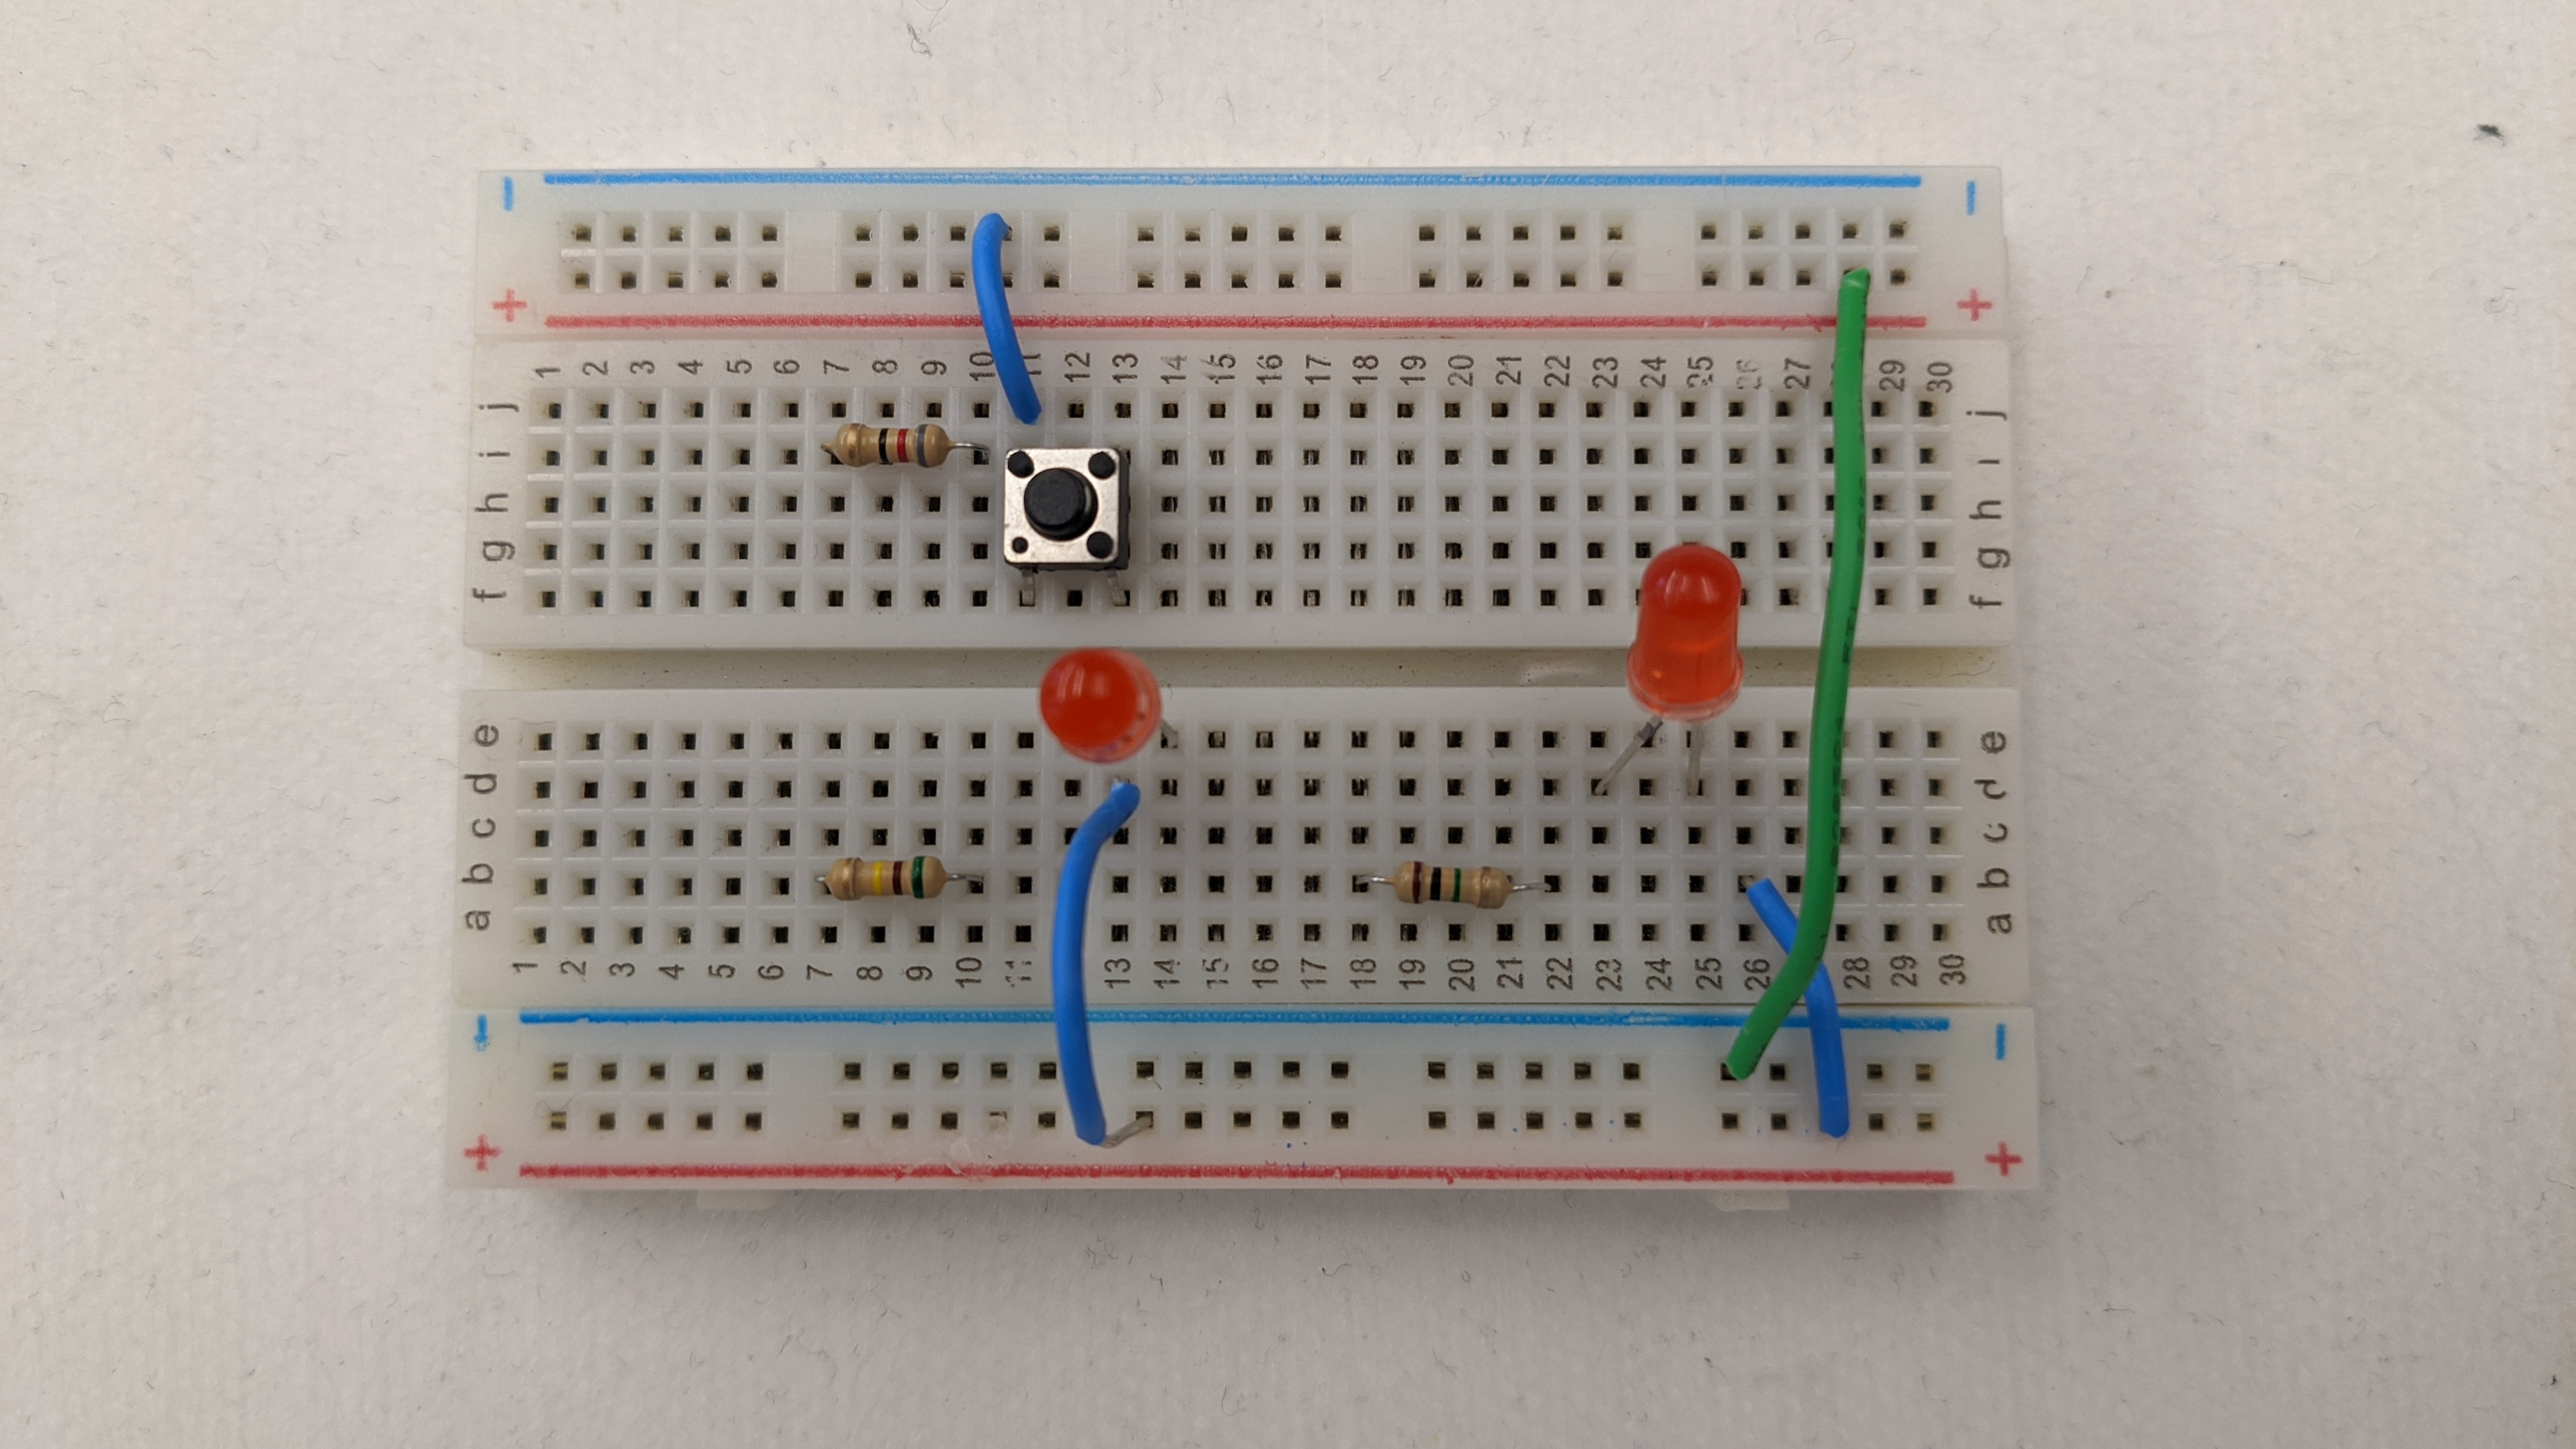 − −
+ +
1 2 3 4 5 6 7 8 9 10 11 12 13 14 15 16 17 18 19 20 21 22 23 24 25 26 27 29 30
j j
i i
h h
g g
f f
e e
d d
c c
b b
a a
1 2 3 4 5 6 7 8 9 10 11 13 14 15 16 17 18 19 20 21 22 23 24 25 26 28 29 30
− −
+ +